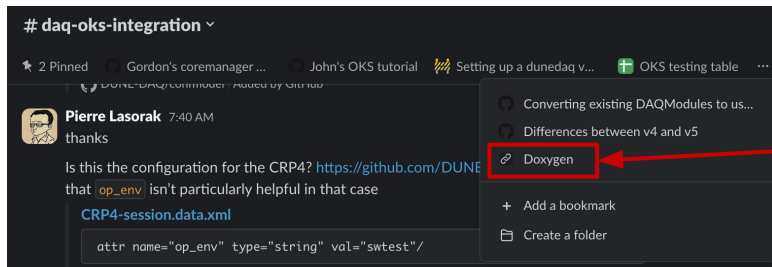 # daq-oks-integration
2 Pinned Gordon's coremanager ... John's OKS tutorial Setting up a dunedaq v... OKS testing table ...
DUNE-DAQ/confmodel Added by GitHub
Pierre Lasorak 7:40 AM
thanks
Is this the configuration for the CRP4? https://github.com/DUNE
that op_env isn't particularly helpful in that case
CRP4-session.data.xml
attr name="op_env" type="string" val="swtest"/
Converting existing DAQModules to us...
Differences between v4 and v5
Doxygen
+ Add a bookmark
Create a folder